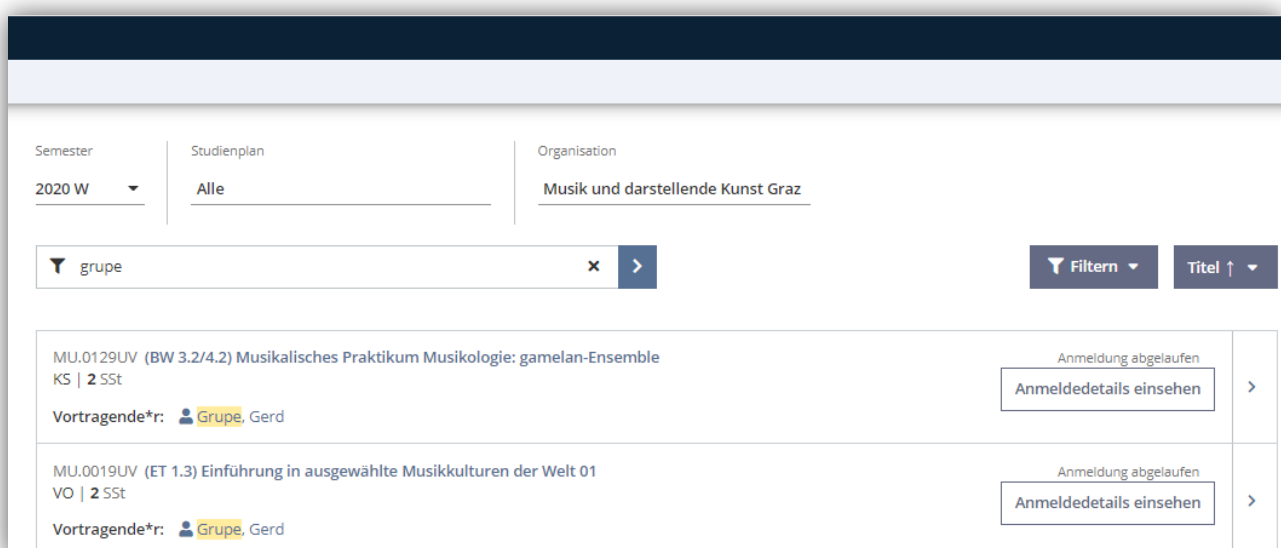 Semester
Studienplan
Organisation
2020 W
Alle
Musik und darstellende Kunst Graz
grupe
Filtern
Titel ↑
MU.0129UV (BW 3.2/4.2) Musikalisches Praktikum Musikologie: gamelan-Ensemble
KS | 2 SSt
Vortragende*r: Grupe, Gerd
Anmeldung abgelaufen
Anmeldedetails einsehen
MU.0019UV (ET 1.3) Einführung in ausgewählte Musikkulturen der Welt 01
VO | 2 SSt
Vortragende*r: Grupe, Gerd
Anmeldung abgelaufen
Anmeldedetails einsehen